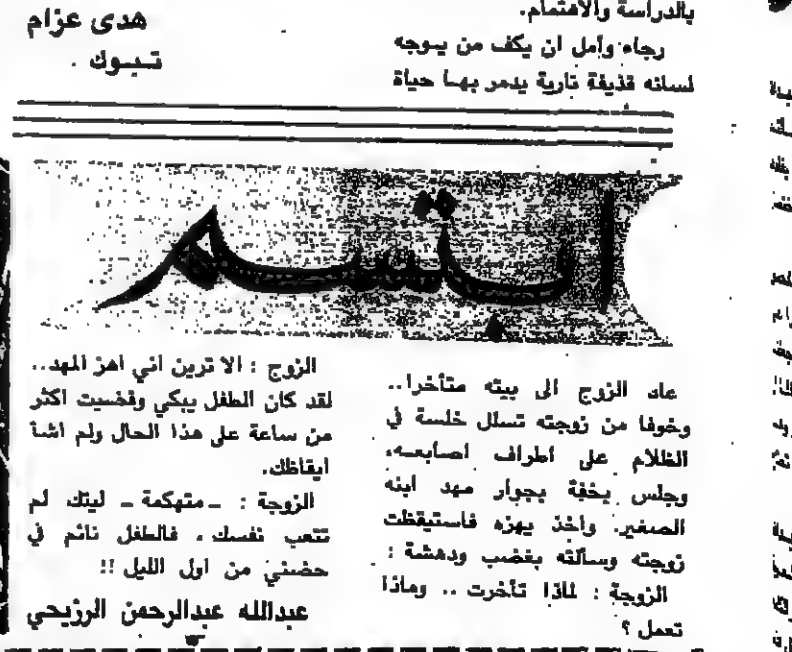 بالدراسة والاهتمام.
رجاء وأمل ان يكف من يوجه
لسانه قذيفة نارية يدمر بها حياة
هدى عزام
تبوك .
ابتسم
عاد الزوج الى بيته متأخرا..
وخوفا من زوجته تسلل خلسة في
الظلام على اطراف اصابعه،
وجلس بخفة بجوار مهد ابنه
الصغير. واخذ يهزه فاستيقظت
زوجته وسألته بغضب ودهشة :
الزوجة : لماذا تأخرت .. وماذا
تعمل ؟
الزوج : الا ترين اني اهز المهد..
لقد كان الطفل يبكي وقضيت اكثر
من ساعة على هذا الحال ولم اشأ
ايقاظك.
الزوجة : ـ متهكمة ـ ليتك لم
تتعب نفسك ، فالطفل نائم في
حضني من اول الليل !!
عبدالله عبدالرحمن الرزيحي